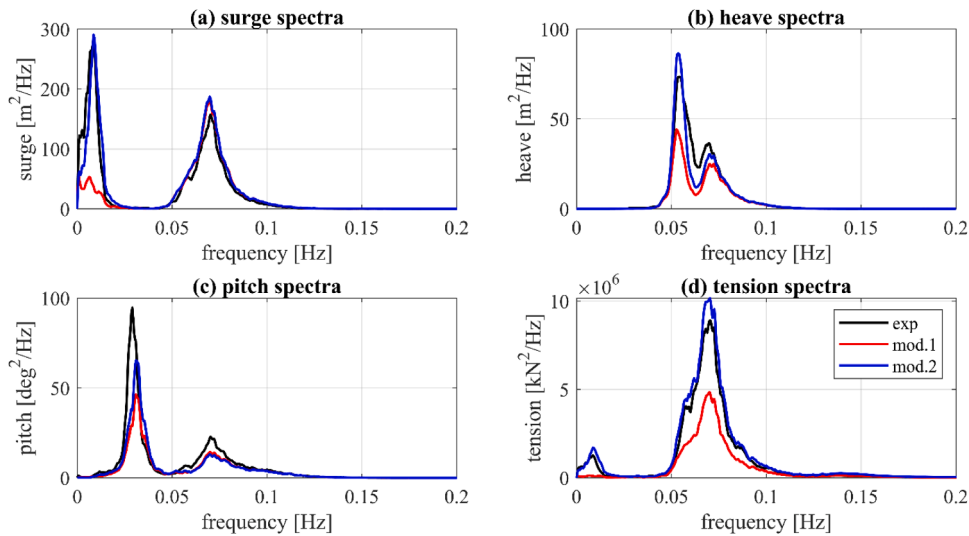 (a) surge spectra
300
200
100
0
surge [m²/Hz]
0 0.05 0.1 0.15 0.2
frequency [Hz]
(b) heave spectra
100
50
0
heave [m²/Hz]
0 0.05 0.1 0.15 0.2
frequency [Hz]
(c) pitch spectra
100
50
0
pitch [deg²/Hz]
0 0.05 0.1 0.15 0.2
frequency [Hz]
×10⁶
(d) tension spectra
10
5
0
tension [kN²/Hz]
exp
mod.1
mod.2
0 0.05 0.1 0.15 0.2
frequency [Hz]